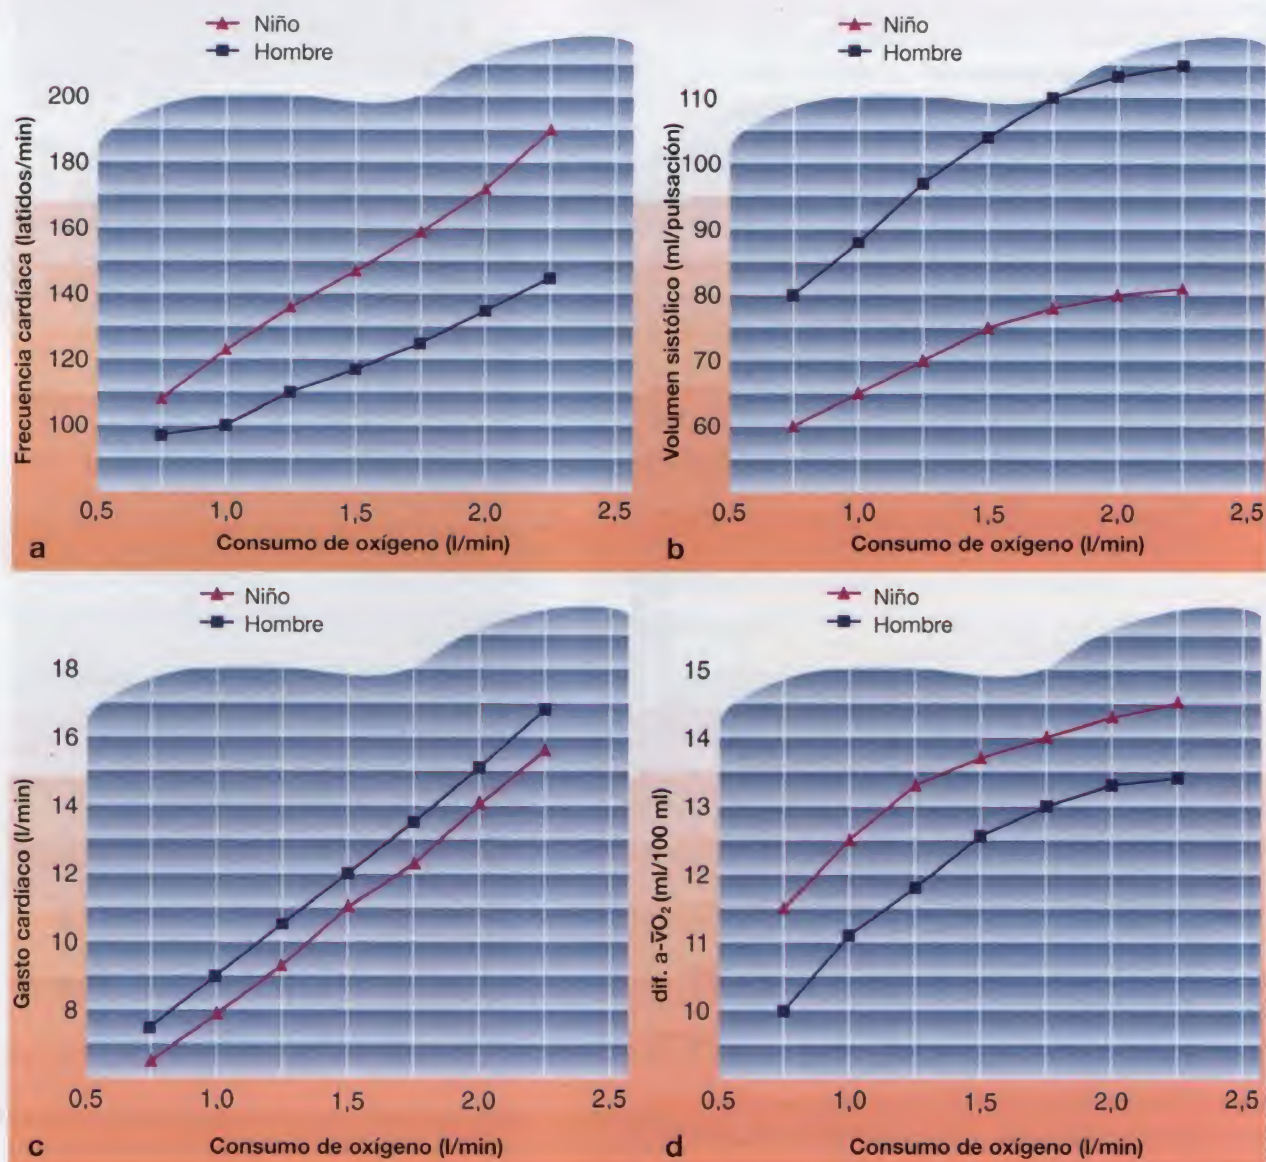 Niño
Hombre
Frecuencia cardíaca (latidos/min)
200
180
160
140
120
100
0,5 1,0 1,5 2,0 2,5
Consumo de oxígeno (l/min)
a
Niño
Hombre
Volumen sistólico (ml/pulsación)
110
100
90
80
70
60
0,5 1,0 1,5 2,0 2,5
Consumo de oxígeno (l/min)
b
Niño
Hombre
Gasto cardíaco (l/min)
18
16
14
12
10
8
0,5 1,0 1,5 2,0 2,5
Consumo de oxígeno (l/min)
c
Niño
Hombre
dif. a-v̄O₂ (ml/100 ml)
15
14
13
12
11
10
0,5 1,0 1,5 2,0 2,5
Consumo de oxígeno (l/min)
d